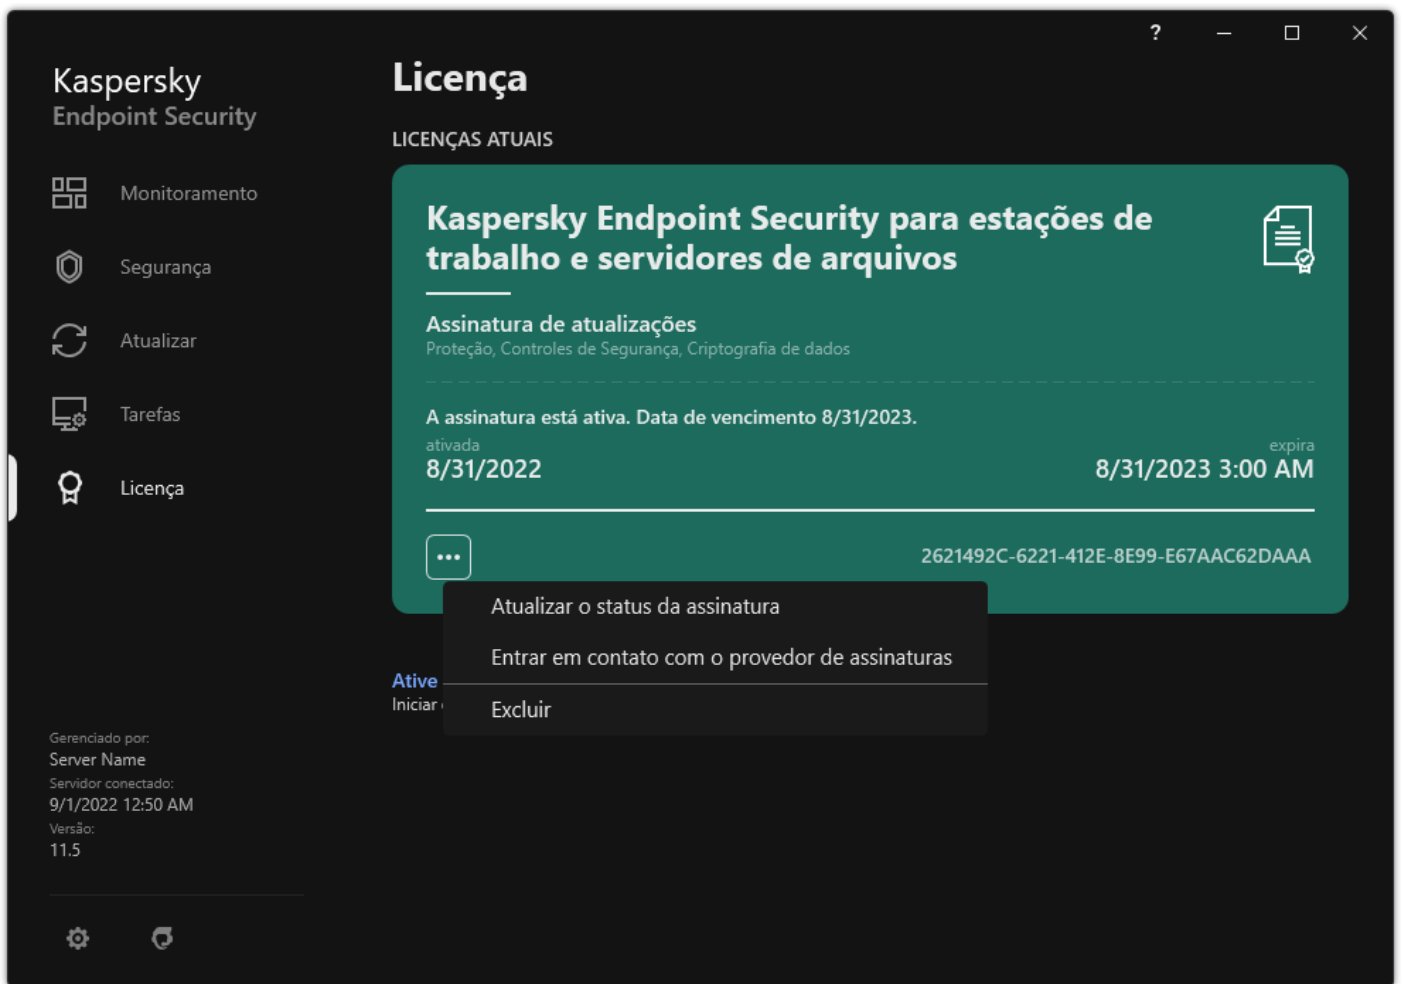 ?
Kaspersky
Endpoint Security
Monitoramento
Segurança
Atualizar
Tarefas
Licença
Gerenciado por:
Server Name
Servidor conectado:
9/1/2022 12:50 AM
Versão:
11.5
Licença
LICENÇAS ATUAIS
Kaspersky Endpoint Security para estações de
trabalho e servidores de arquivos
Assinatura de atualizações
Proteção, Controles de Segurança, Criptografia de dados
A assinatura está ativa. Data de vencimento 8/31/2023.
ativada
expira
8/31/2022
8/31/2023 3:00 AM
2621492C-6221-412E-8E99-E67AAC62DAAA
Atualizar o status da assinatura
Entrar em contato com o provedor de assinaturas
Excluir
Ative
Iniciar